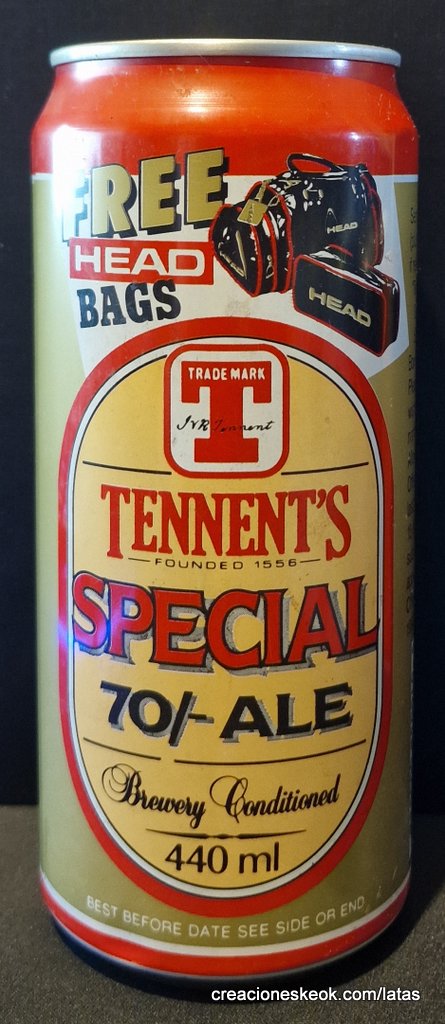 FREE
HEAD
BAGS
HEAD
HEAD
TRADE MARK
T
J & R Tennent
TENNENT'S
FOUNDED 1556
SPECIAL
70/- ALE
Brewery Conditioned
440 ml
BEST BEFORE DATE SEE SIDE OR END
creacioneskeok.com/latas